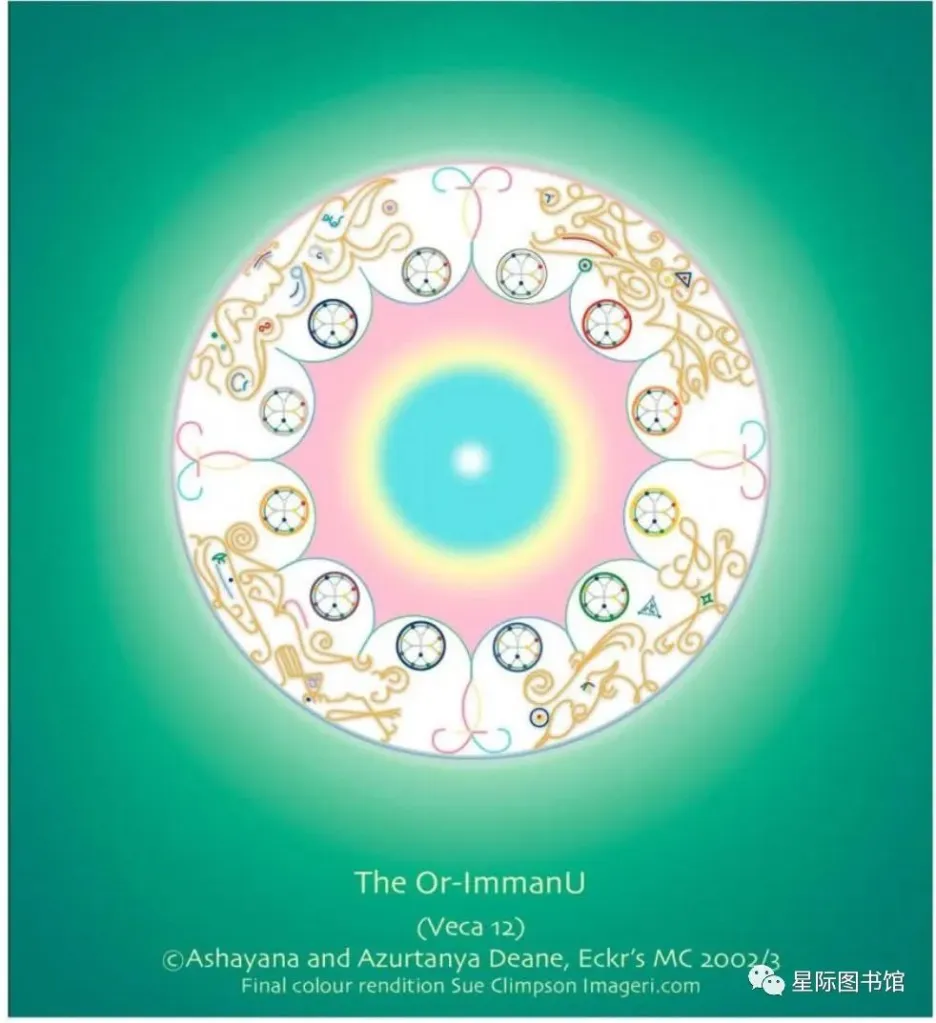 The Or-ImmanU
(Veca 12)
©Ashayana and Azurtanya Deane, Eckr's MC 2002/3
Final colour rendition Sue Climpson Imageri.com
星际图书馆